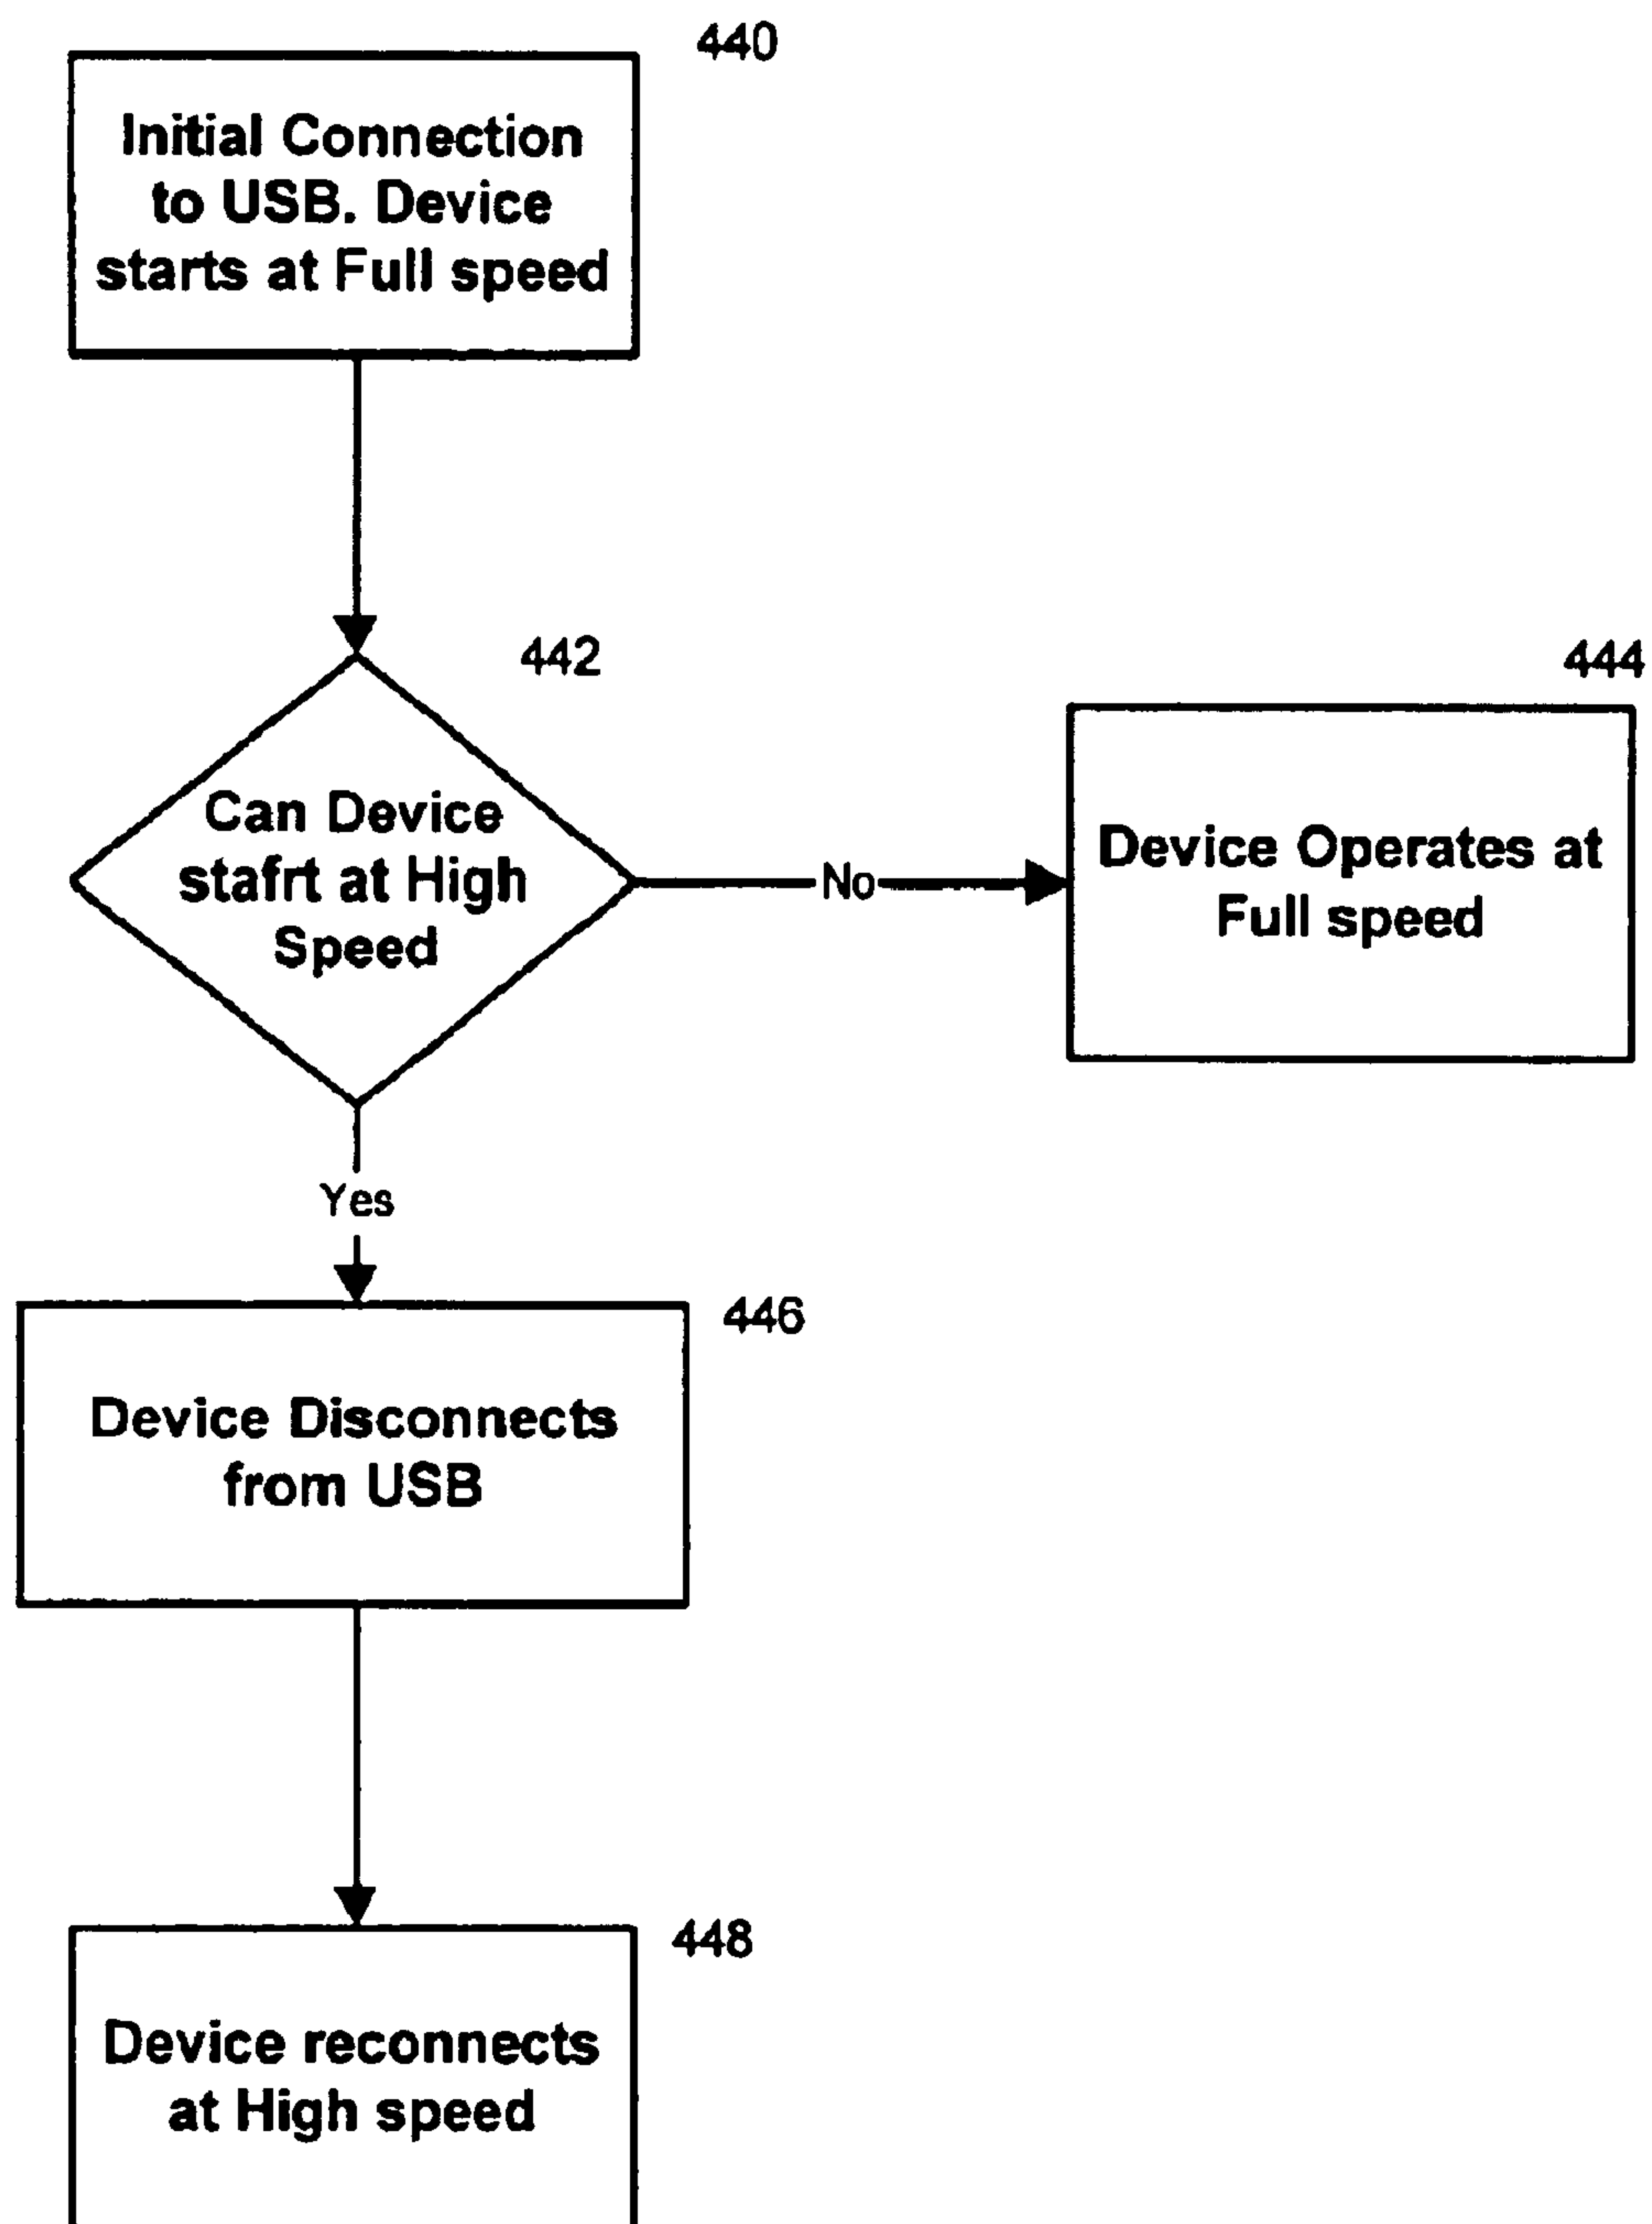 440
Initial Connection
to USB. Device
starts at Full speed
442
Can Device
stafrt at High
Speed
No
444
Device Operates at
Full speed
Yes
446
Device Disconnects
from USB
448
Device reconnects
at High speed